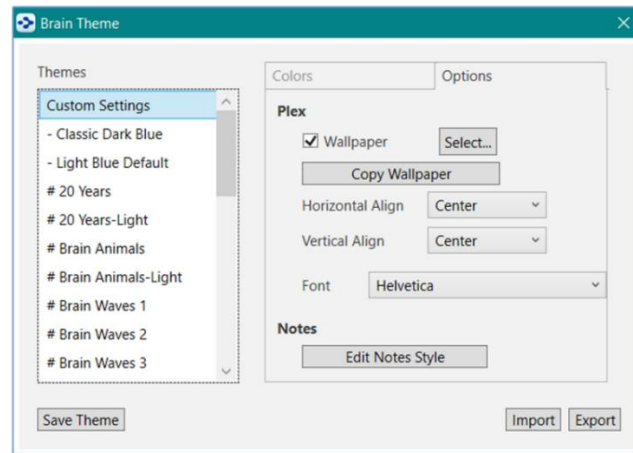 Brain Theme
Themes
Custom Settings
- Classic Dark Blue
- Light Blue Default
# 20 Years
# 20 Years-Light
# Brain Animals
# Brain Animals-Light
# Brain Waves 1
# Brain Waves 2
# Brain Waves 3
Colors Options
Plex
Wallpaper Select...
Copy Wallpaper
Horizontal Align Center
Vertical Align Center
Font Helvetica
Notes
Edit Notes Style
Save Theme Import Export